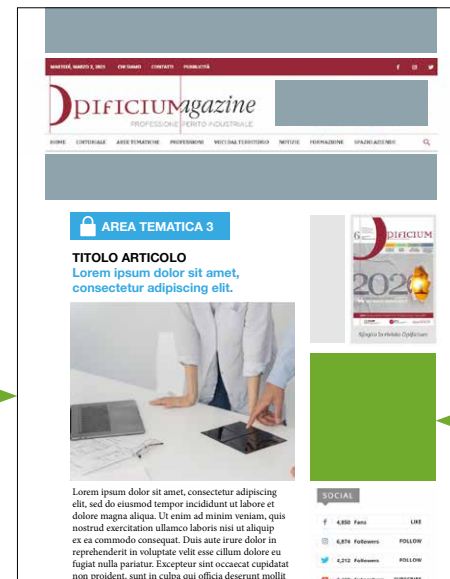 MARTEDÌ, MARZO 2, 2021 CHI SIAMO CONTATTI PUBBLICITÀ
OPIFICIUMagazine
PROFESSIONE PERITO INDUSTRIALE
HOME EDITORIALE AREE TEMATICHE PROFESSIONI VOCI DAL TERRITORIO NOTIZIE FORMAZIONE SPAZIO AZIENDE
AREA TEMATICA 3
TITOLO ARTICOLO
Lorem ipsum dolor sit amet,
consectetur adipiscing elit.
OPIFICIUM
202
Sfoglia la rivista Opificium
Lorem ipsum dolor sit amet, consectetur adipiscing
elit, sed do eiusmod tempor incididunt ut labore et
dolore magna aliqua. Ut enim ad minim veniam, quis
nostrud exercitation ullamco laboris nisi ut aliquip
ex ea commodo consequat. Duis aute irure dolor in
reprehenderit in voluptate velit esse cillum dolore eu
fugiat nulla pariatur. Excepteur sint occaecat cupidatat
non proident, sunt in culpa qui officia deserunt mollit
SOCIAL
4,850 Fans LIKE
6,874 Followers FOLLOW
4,212 Followers FOLLOW